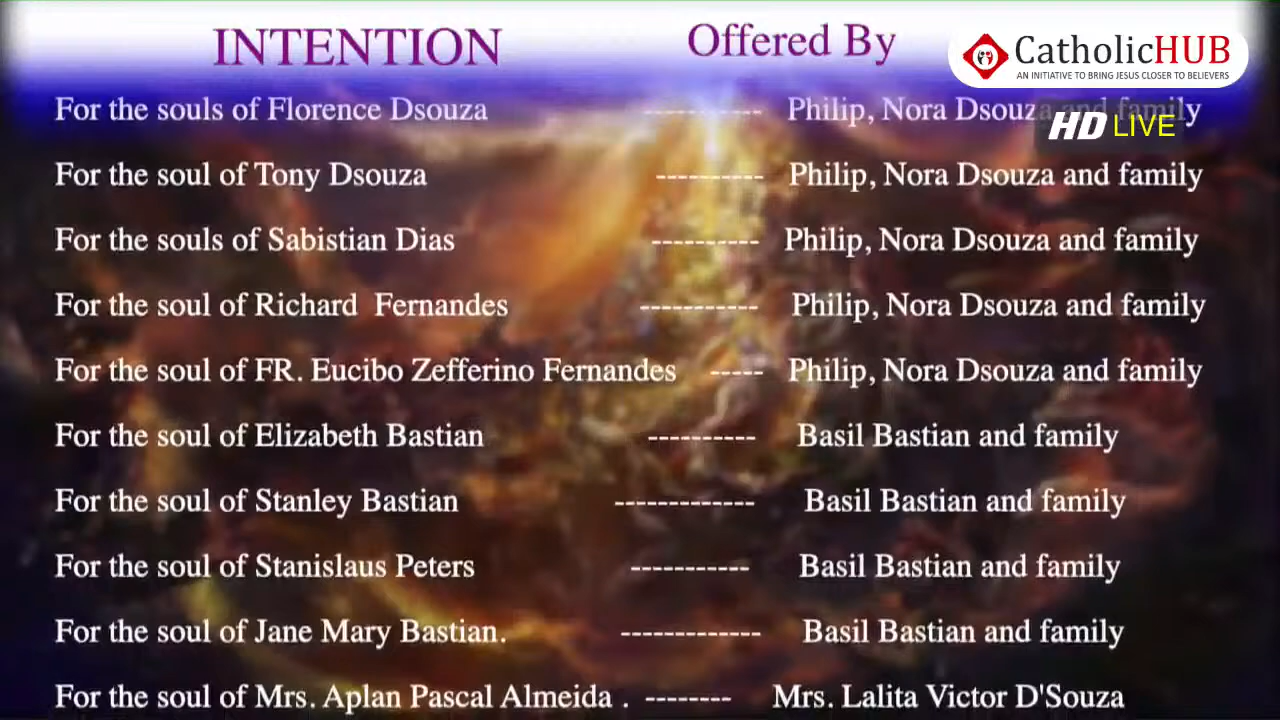 INTENTION Offered By
CatholicHUB
AN INITIATIVE TO BRING JESUS CLOSER TO BELIEVERS
For the souls of Florence Dsouza ----------- Philip, Nora Dsouza and family
HD LIVE
For the soul of Tony Dsouza ---------- Philip, Nora Dsouza and family
For the souls of Sabistian Dias ---------- Philip, Nora Dsouza and family
For the soul of Richard  Fernandes ----------- Philip, Nora Dsouza and family
For the soul of FR. Eucibo Zefferino Fernandes ----- Philip, Nora Dsouza and family
For the soul of Elizabeth Bastian ---------- Basil Bastian and family
For the soul of Stanley Bastian ------------- Basil Bastian and family
For the soul of Stanislaus Peters ----------- Basil Bastian and family
For the soul of Jane Mary Bastian. ------------- Basil Bastian and family
For the soul of Mrs. Aplan Pascal Almeida . -------- Mrs. Lalita Victor D'Souza